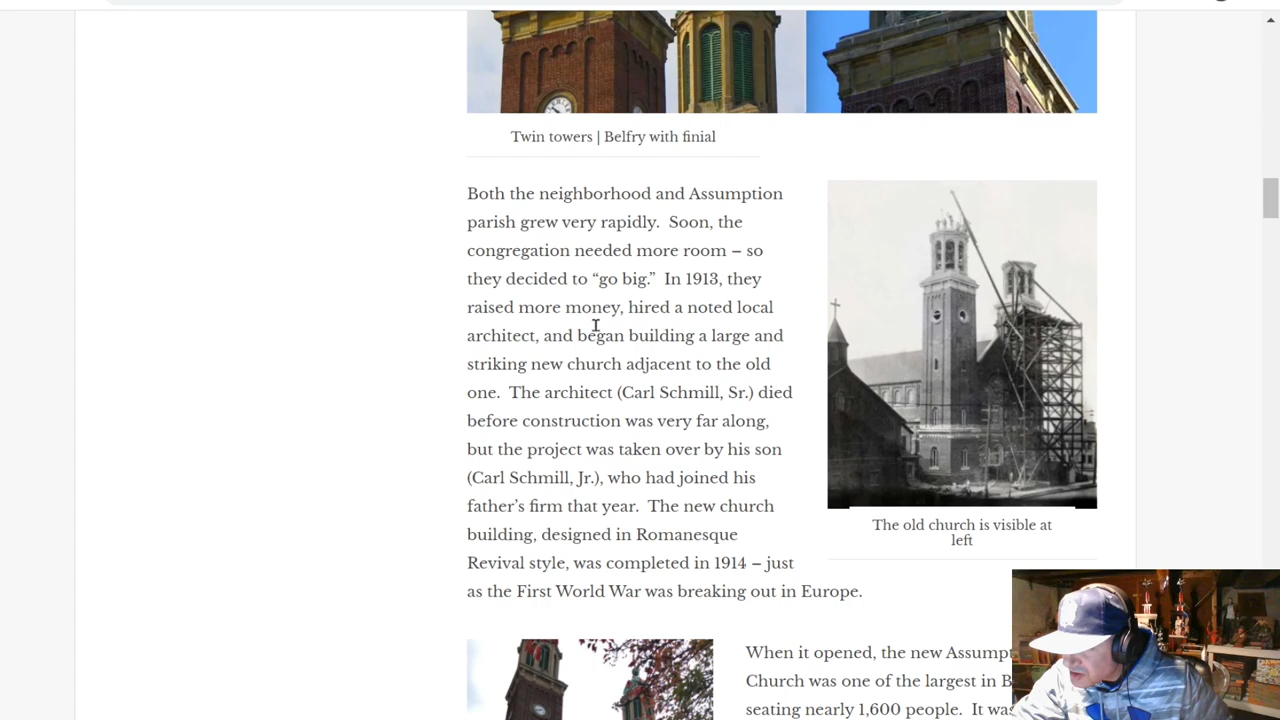 Twin towers | Belfry with finial
Both the neighborhood and Assumption
parish grew very rapidly.  Soon, the
congregation needed more room – so
they decided to “go big.”  In 1913, they
raised more money, hired a noted local
architect, and began building a large and
striking new church adjacent to the old
one.  The architect (Carl Schmill, Sr.) died
before construction was very far along,
but the project was taken over by his son
(Carl Schmill, Jr.), who had joined his
father’s firm that year.  The new church
building, designed in Romanesque
Revival style, was completed in 1914 – just
as the First World War was breaking out in Europe.
The old church is visible at
left
When it opened, the new Assumpt
Church was one of the largest in B
seating nearly 1,600 people.  It was